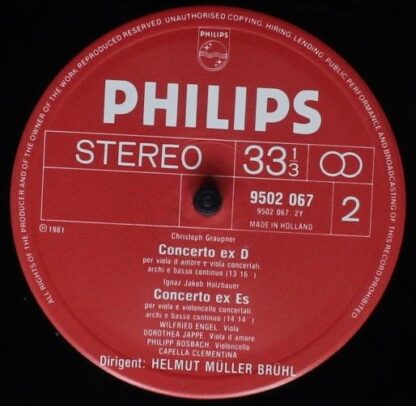 ALL RIGHTS OF THE PRODUCER AND OF THE OWNER OF THE WORK REPRODUCED RESERVED. UNAUTHORISED COPYING, HIRING, LENDING, PUBLIC PERFORMANCE AND BROADCASTING OF THIS RECORD PROHIBITED
PHILIPS
PHILIPS
STEREO
33 1/3
9502 067
9502 067 2Y
MADE IN HOLLAND
2
℗ 1981
Christoph Graupner
Concerto ex D
per viola d amore e viola concertati
archi e basso continuo (13 16 )
Ignaz Jakob Holzbauer
Concerto ex Es
per viola e violoncello concertati
archi e basso continuo (14 14 )
WILFRIED ENGEL. Viola
DOROTHEA JAPPE. Viola d amore
PHILIPP BOSBACH. Violoncello
CAPELLA CLEMENTINA
Dirigent: HELMUT MÜLLER BRÜHL